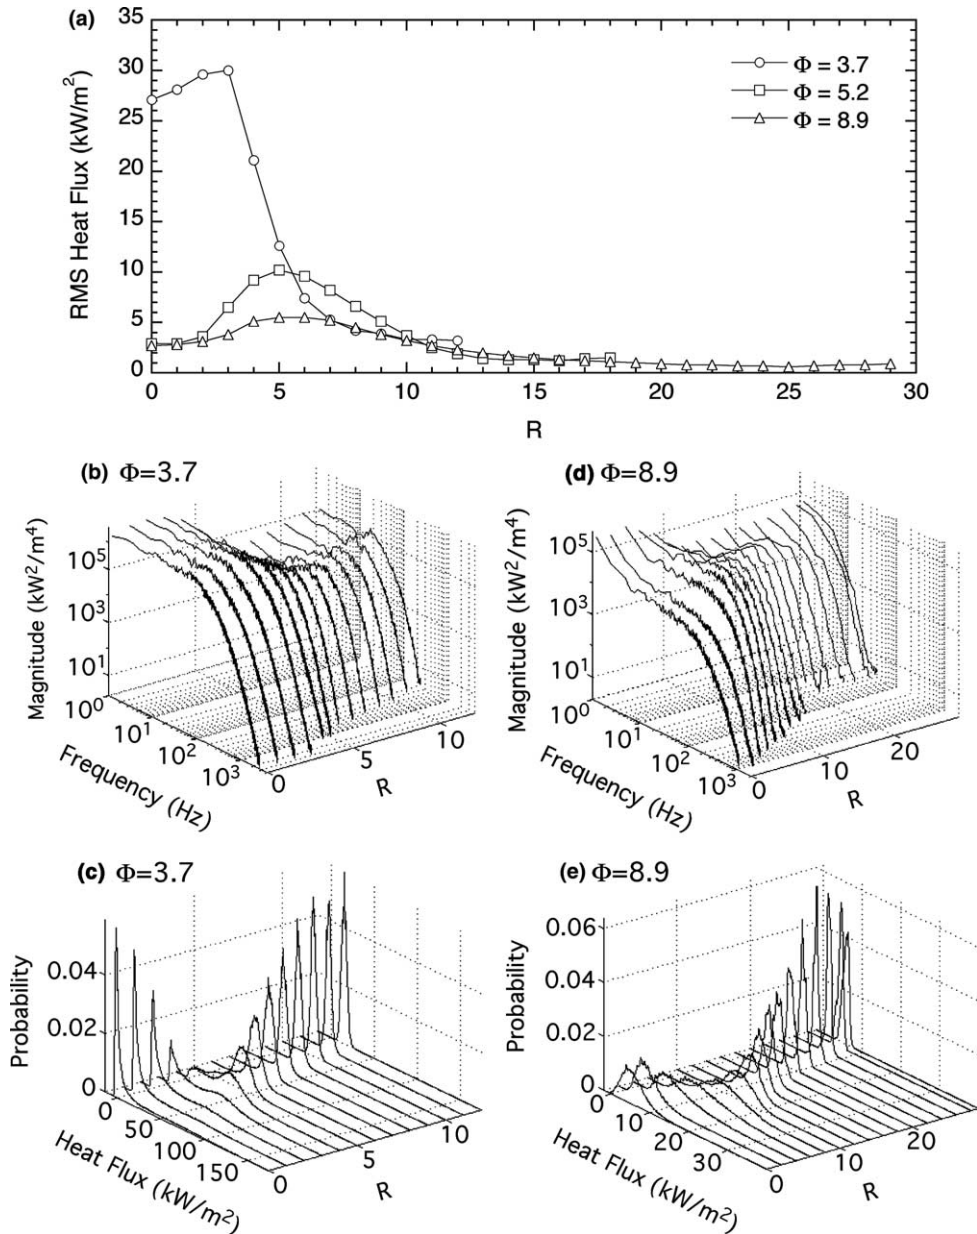 (a)
35
30
25
20
15
10
5
0
RMS Heat Flux (kW/m²)
Φ = 3.7
Φ = 5.2
Φ = 8.9
0 5 10 15 20 25 30
R
(b) Φ=3.7
10⁵
10³
10¹
Magnitude (kW²/m⁴)
10⁰
10¹
10²
10³
Frequency (Hz)
0 5 10
R
(d) Φ=8.9
10⁵
10³
10¹
Magnitude (kW²/m⁴)
10⁰
10¹
10²
10³
Frequency (Hz)
0 10 20
R
(c) Φ=3.7
0.04
0.02
0
Probability
0
50
100
150
Heat Flux (kW/m²)
0 5 10
R
(e) Φ=8.9
0.06
0.04
0.02
0
Probability
0
10
20
30
Heat Flux (kW/m²)
0 10 20
R